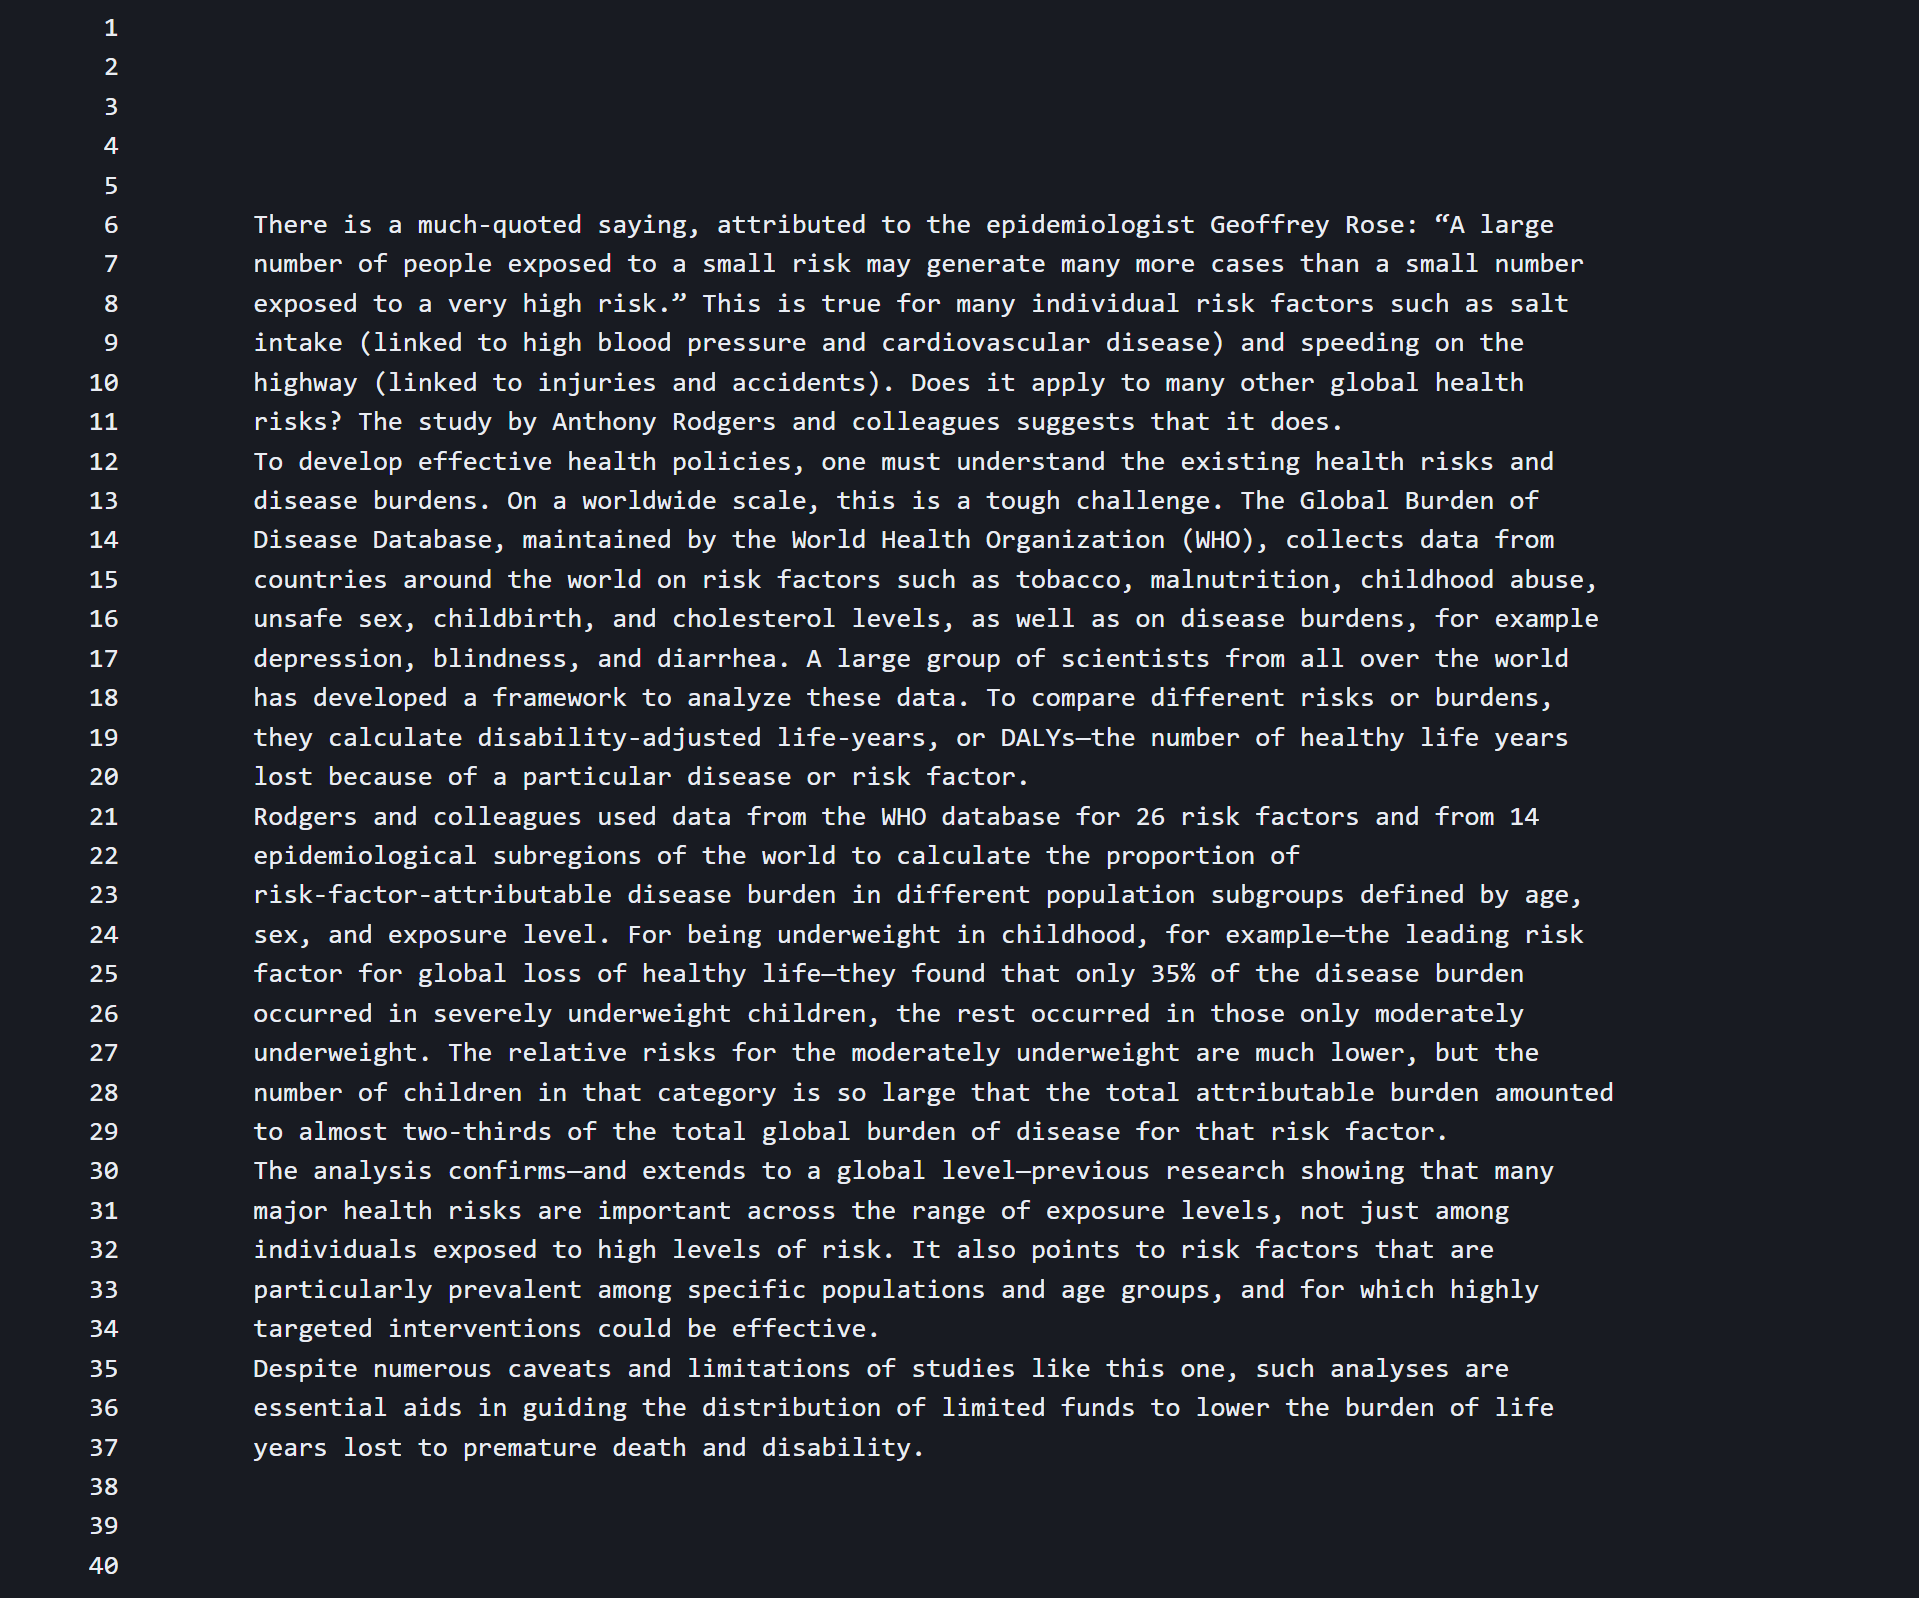 1
2
3
4
5
6 There is a much-quoted saying, attributed to the epidemiologist Geoffrey Rose: “A large
7 number of people exposed to a small risk may generate many more cases than a small number
8 exposed to a very high risk.” This is true for many individual risk factors such as salt
9 intake (linked to high blood pressure and cardiovascular disease) and speeding on the
10 highway (linked to injuries and accidents). Does it apply to many other global health
11 risks? The study by Anthony Rodgers and colleagues suggests that it does.
12 To develop effective health policies, one must understand the existing health risks and
13 disease burdens. On a worldwide scale, this is a tough challenge. The Global Burden of
14 Disease Database, maintained by the World Health Organization (WHO), collects data from
15 countries around the world on risk factors such as tobacco, malnutrition, childhood abuse,
16 unsafe sex, childbirth, and cholesterol levels, as well as on disease burdens, for example
17 depression, blindness, and diarrhea. A large group of scientists from all over the world
18 has developed a framework to analyze these data. To compare different risks or burdens,
19 they calculate disability-adjusted life-years, or DALYs—the number of healthy life years
20 lost because of a particular disease or risk factor.
21 Rodgers and colleagues used data from the WHO database for 26 risk factors and from 14
22 epidemiological subregions of the world to calculate the proportion of
23 risk-factor-attributable disease burden in different population subgroups defined by age,
24 sex, and exposure level. For being underweight in childhood, for example—the leading risk
25 factor for global loss of healthy life—they found that only 35% of the disease burden
26 occurred in severely underweight children, the rest occurred in those only moderately
27 underweight. The relative risks for the moderately underweight are much lower, but the
28 number of children in that category is so large that the total attributable burden amounted
29 to almost two-thirds of the total global burden of disease for that risk factor.
30 The analysis confirms—and extends to a global level—previous research showing that many
31 major health risks are important across the range of exposure levels, not just among
32 individuals exposed to high levels of risk. It also points to risk factors that are
33 particularly prevalent among specific populations and age groups, and for which highly
34 targeted interventions could be effective.
35 Despite numerous caveats and limitations of studies like this one, such analyses are
36 essential aids in guiding the distribution of limited funds to lower the burden of life
37 years lost to premature death and disability.
38
39
40